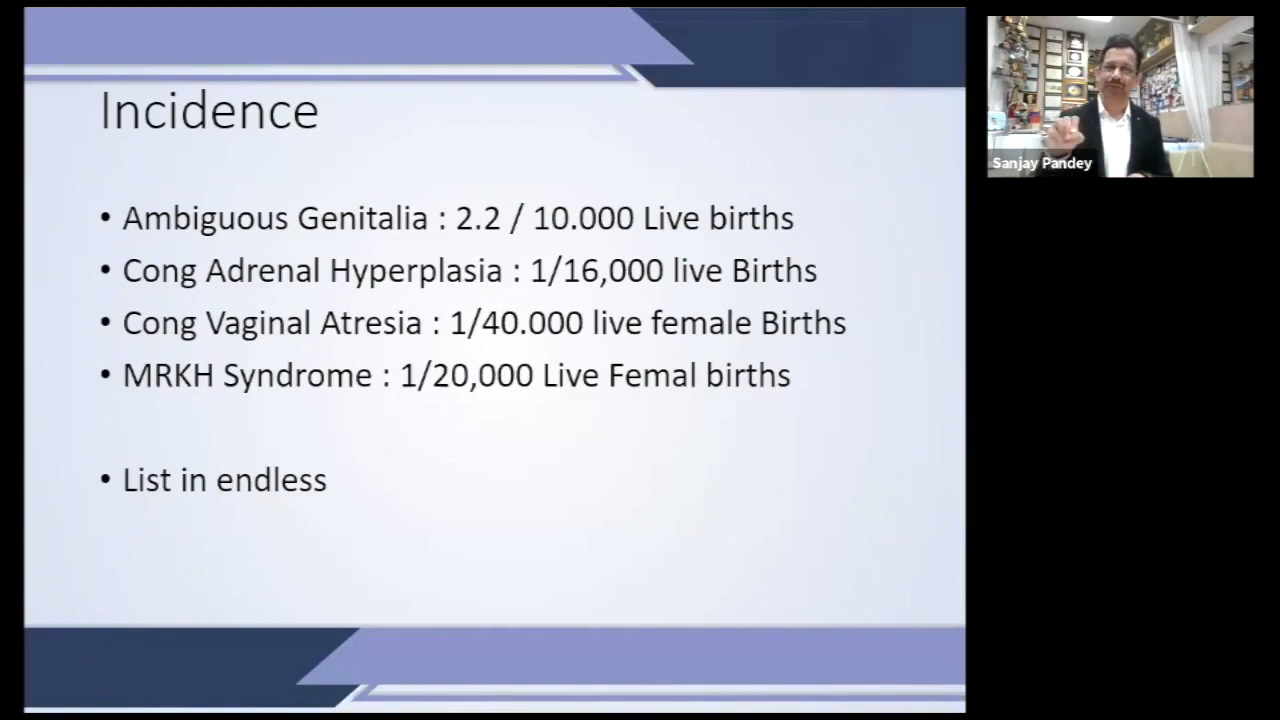 Incidence
• Ambiguous Genitalia : 2.2 / 10.000 Live births
• Cong Adrenal Hyperplasia : 1/16,000 live Births
• Cong Vaginal Atresia : 1/40.000 live female Births
• MRKH Syndrome : 1/20,000 Live Femal births
• List in endless
Sanjay Pandey